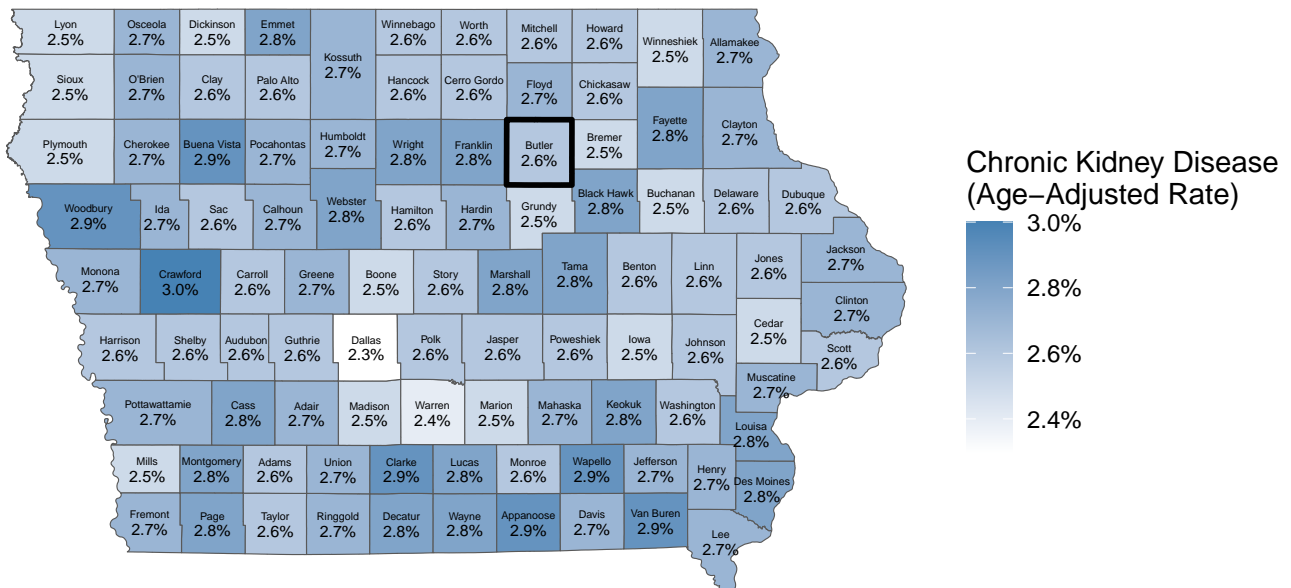 Lyon
2.5%
Osceola
2.7%
Dickinson
2.5%
Emmet
2.8%
Kossuth
2.7%
Winnebago
2.6%
Worth
2.6%
Mitchell
2.6%
Howard
2.6%
Winneshiek
2.5%
Allamakee
2.7%
Sioux
2.5%
O'Brien
2.7%
Clay
2.6%
Palo Alto
2.6%
Hancock
2.6%
Cerro Gordo
2.6%
Floyd
2.7%
Chickasaw
2.6%
Fayette
2.8%
Clayton
2.7%
Plymouth
2.5%
Cherokee
2.7%
Buena Vista
2.9%
Pocahontas
2.7%
Humboldt
2.7%
Wright
2.8%
Franklin
2.8%
Butler
2.6%
Bremer
2.5%
Woodbury
2.9%
Ida
2.7%
Sac
2.6%
Calhoun
2.7%
Webster
2.8%
Hamilton
2.6%
Hardin
2.7%
Grundy
2.5%
Black Hawk
2.8%
Buchanan
2.5%
Delaware
2.6%
Dubuque
2.6%
Monona
2.7%
Crawford
3.0%
Carroll
2.6%
Greene
2.7%
Boone
2.5%
Story
2.6%
Marshall
2.8%
Tama
2.8%
Benton
2.6%
Linn
2.6%
Jones
2.6%
Jackson
2.7%
Clinton
2.7%
Harrison
2.6%
Shelby
2.6%
Audubon
2.6%
Guthrie
2.6%
Dallas
2.3%
Polk
2.6%
Jasper
2.6%
Poweshiek
2.6%
Iowa
2.5%
Johnson
2.6%
Cedar
2.5%
Scott
2.6%
Muscatine
2.7%
Pottawattamie
2.7%
Cass
2.8%
Adair
2.7%
Madison
2.5%
Warren
2.4%
Marion
2.5%
Mahaska
2.7%
Keokuk
2.8%
Washington
2.6%
Louisa
2.8%
Mills
2.5%
Montgomery
2.8%
Adams
2.6%
Union
2.7%
Clarke
2.9%
Lucas
2.8%
Monroe
2.6%
Wapello
2.9%
Jefferson
2.7%
Henry
2.7%
Des Moines
2.8%
Fremont
2.7%
Page
2.8%
Taylor
2.6%
Ringgold
2.7%
Decatur
2.8%
Wayne
2.8%
Appanoose
2.9%
Davis
2.7%
Van Buren
2.9%
Lee
2.7%
Chronic Kidney Disease
(Age−Adjusted Rate)
3.0%
2.8%
2.6%
2.4%